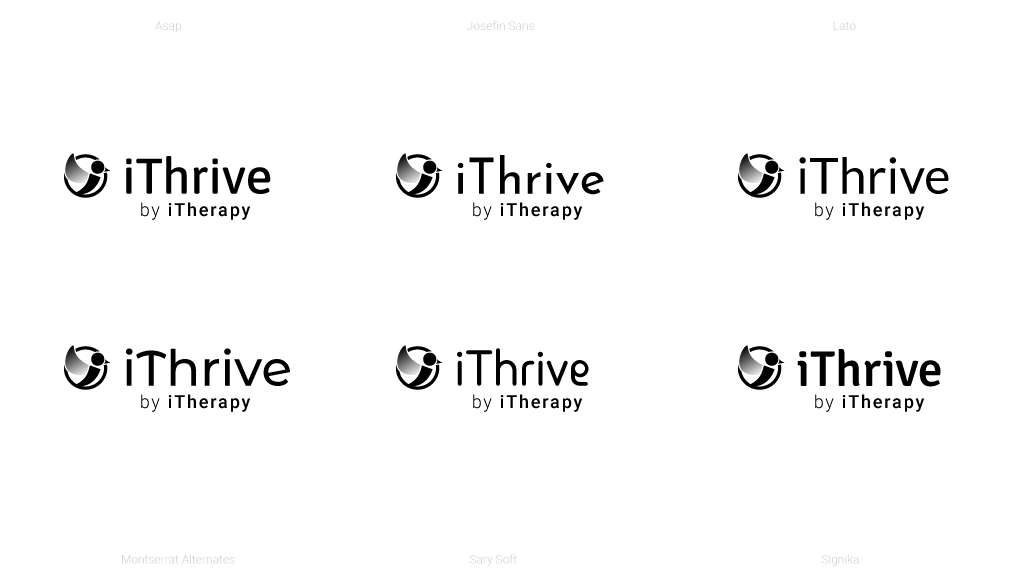 Asap
Josefin Sans
Lato
iThrive
by iTherapy
iThrive
by iTherapy
iThrive
by iTherapy
iThrive
by iTherapy
iThrive
by iTherapy
iThrive
by iTherapy
Montserrat Alternates
Sary Soft
Signika